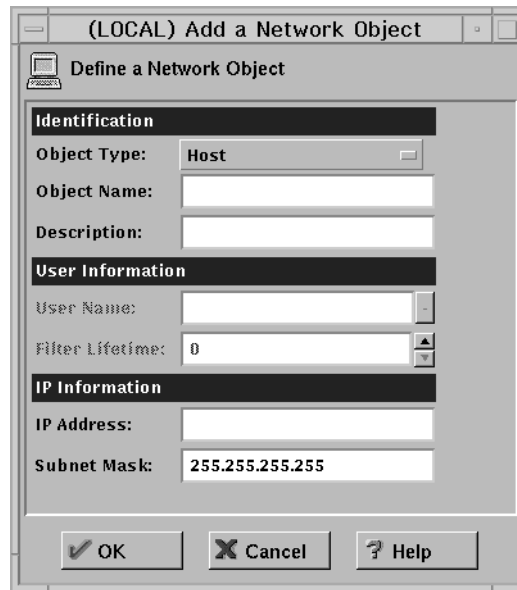 (LOCAL) Add a Network Object
Define a Network Object
Identification
Object Type: Host
Object Name:
Description:
User Information
User Name:
Filter Lifetime: 0
IP Information
IP Address:
Subnet Mask: 255.255.255.255
OK Cancel Help